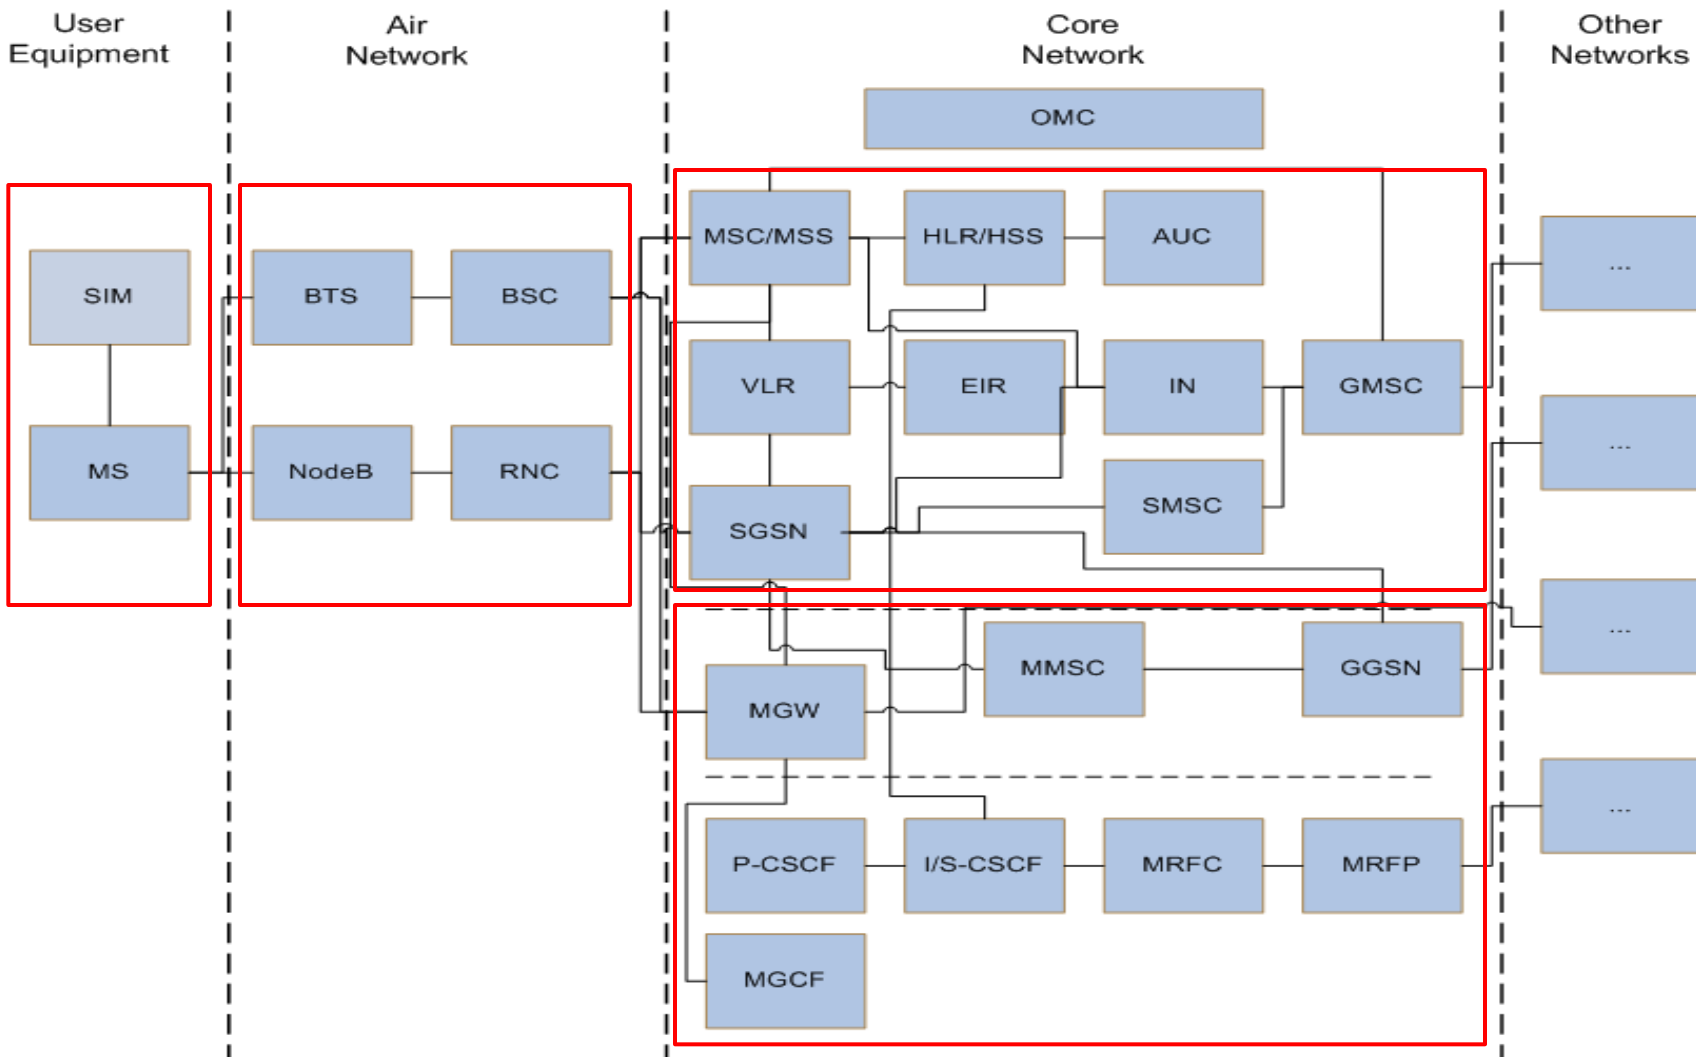 User
Equipment
Air
Network
Core
Network
Other
Networks
OMC
MSC/MSS
HLR/HSS
AUC
...
SIM
BTS
BSC
VLR
EIR
IN
GMSC
...
MS
NodeB
RNC
SGSN
SMSC
...
MMSC
GGSN
MGW
...
P-CSCF
I/S-CSCF
MRFC
MRFP
MGCF